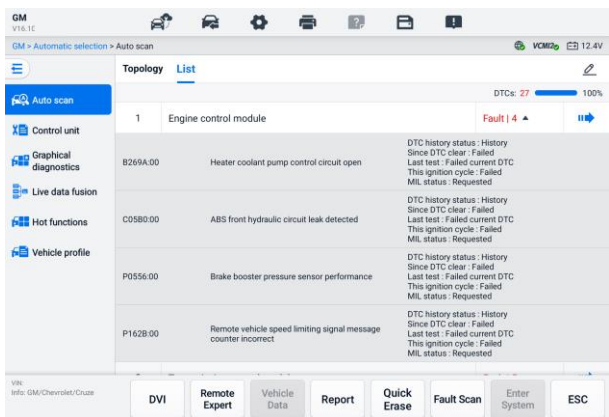 GM
V16.10
GM > Automatic selection > Auto scan
VCMI2
12.4V
Topology List
DTCs: 27 100%
Auto scan
Control unit
Graphical
diagnostics
Live data fusion
Hot functions
Vehicle profile
1 Engine control module Fault | 4
B269A:00 Heater coolant pump control circuit open
DTC history status : History
Since DTC clear : Failed
Last test : Failed current DTC
This ignition cycle : Failed
MIL status : Requested
C05B0:00 ABS front hydraulic circuit leak detected
DTC history status : History
Since DTC clear : Failed
Last test : Failed current DTC
This ignition cycle : Failed
MIL status : Requested
P0556:00 Brake booster pressure sensor performance
DTC history status : History
Since DTC clear : Failed
Last test : Failed current DTC
This ignition cycle : Failed
MIL status : Requested
P162B:00 Remote vehicle speed limiting signal message
counter incorrect
DTC history status : History
Since DTC clear : Failed
Last test : Failed current DTC
This ignition cycle : Failed
MIL status : Requested
VIN:
Info: GM/Chevrolet/Cruze
DVI
Remote
Expert
Vehicle
Data
Report
Quick
Erase
Fault Scan
Enter
System
ESC